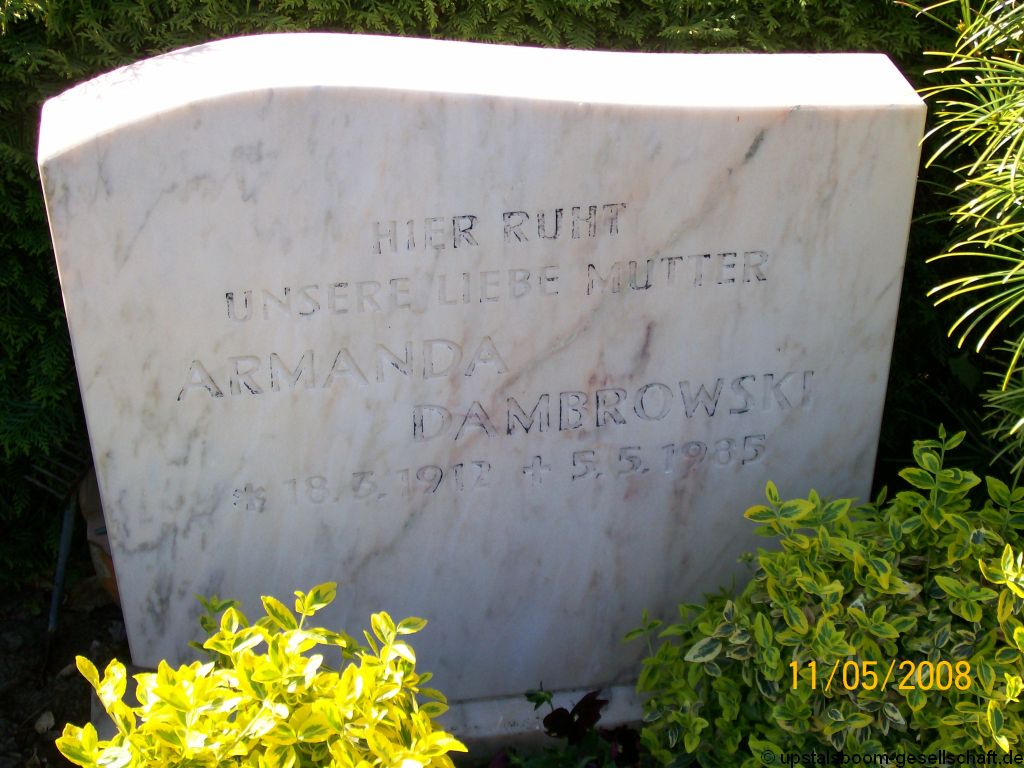 HIER RUHT
UNSERE LIEBE MUTTER
ARMANDA
DAMBROWSKI
* 18.3.1912 + 5.5.1985
11/05/2008
© upstalsboom-gesellschaft.de